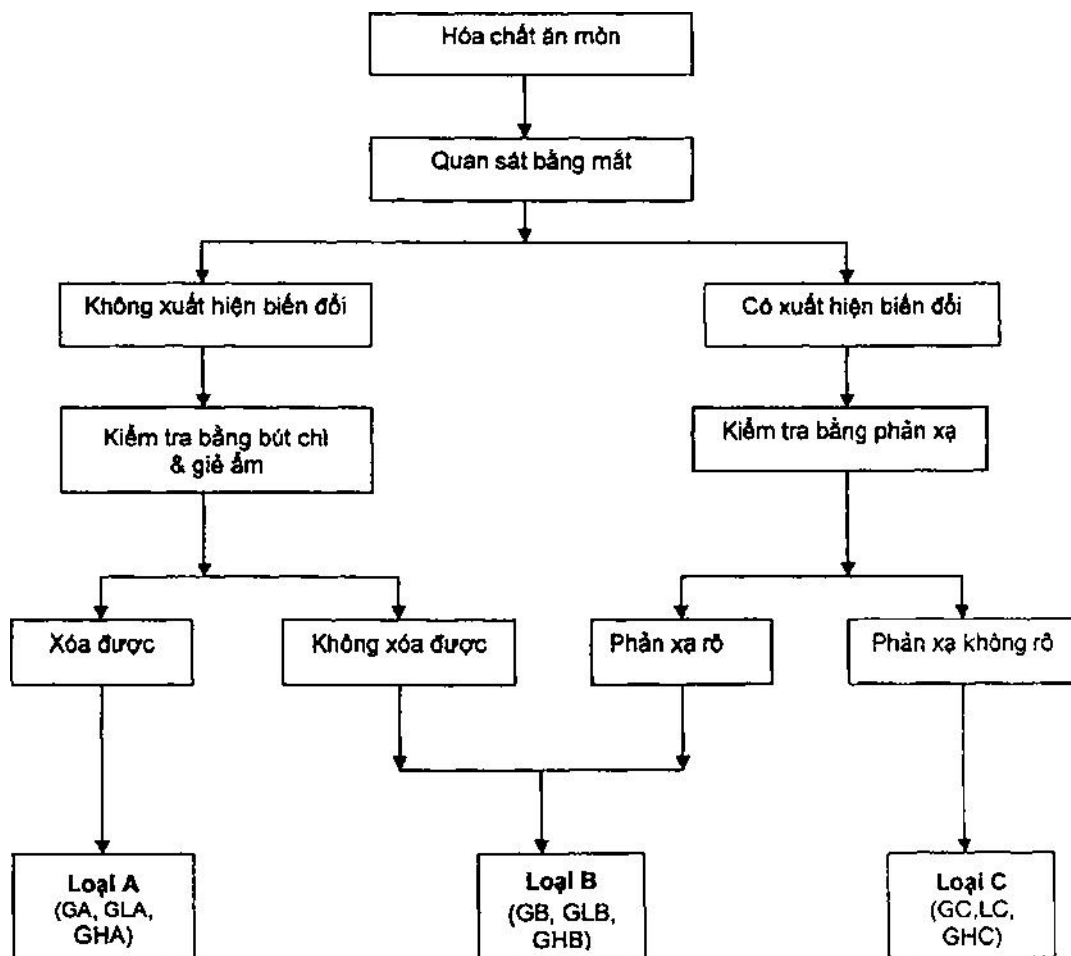 Hóa chất ăn mòn
Quan sát bằng mắt
Không xuất hiện biến đổi
Có xuất hiện biến đổi
Kiểm tra bằng bút chì
& giẻ ẩm
Kiểm tra bằng phản xạ
Xóa được
Không xóa được
Phản xạ rõ
Phản xạ không rõ
Loại A
(GA, GLA,
GHA)
Loại B
(GB, GLB,
GHB)
Loại C
(GC,LC,
GHC)